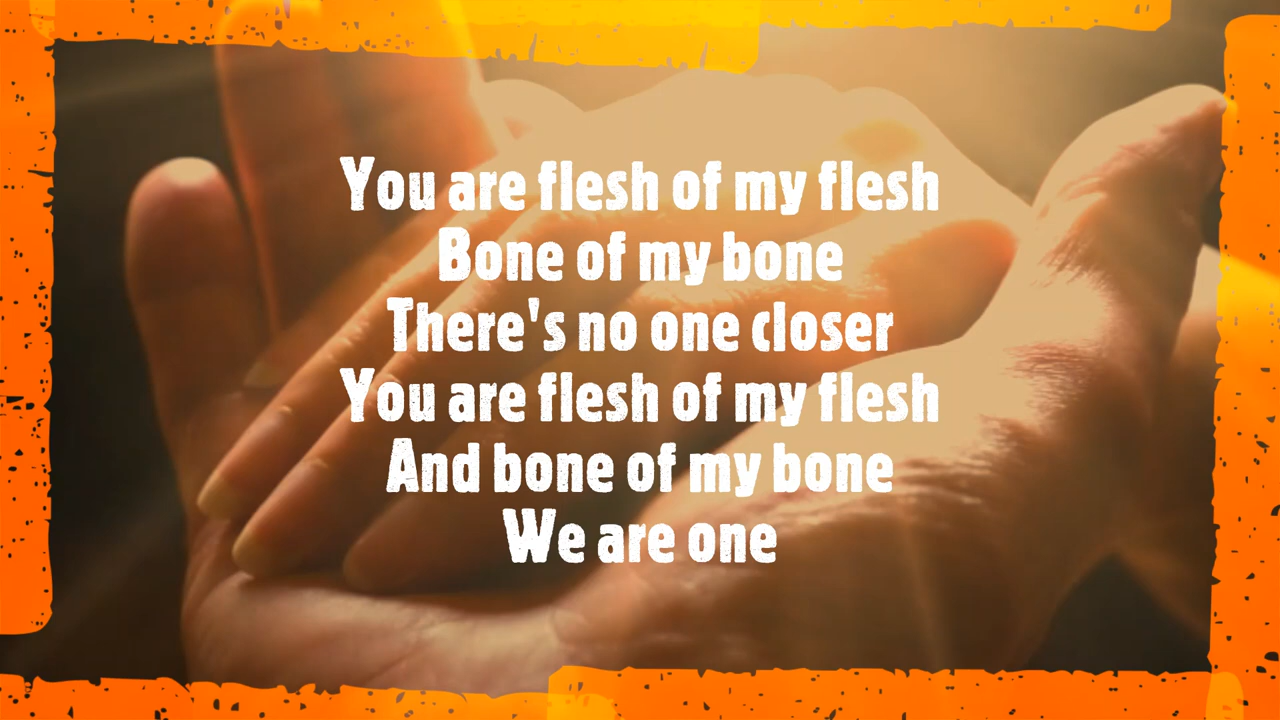 You are flesh of my flesh
Bone of my bone
There's no one closer
You are flesh of my flesh
And bone of my bone
We are one